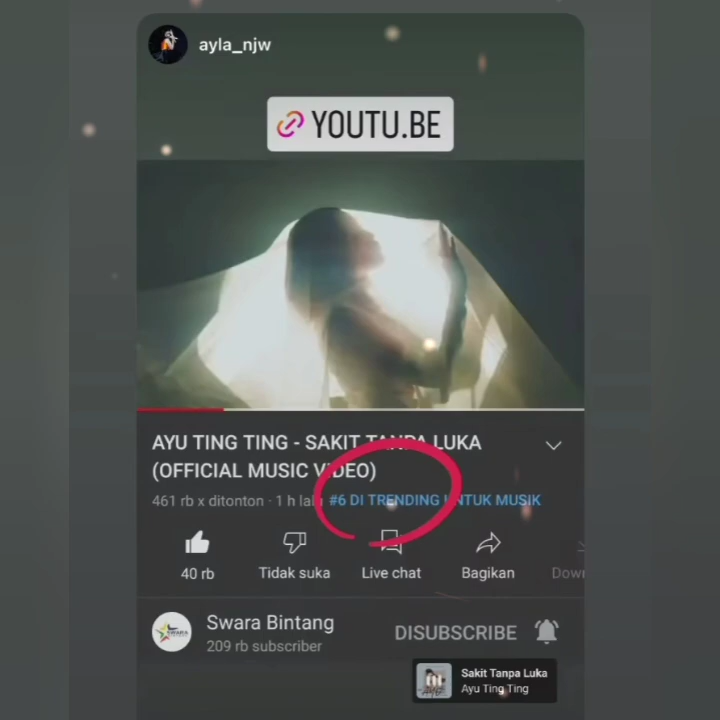 ayla_njw
YOUTU.BE
AYU TING TING - SAKIT TANPA LUKA
(OFFICIAL MUSIC VIDEO)
461 rb x ditonton · 1 h lalu #6 DI TRENDING UNTUK MUSIK
40 rb
Tidak suka
Live chat
Bagikan
Down
SWARA
Swara Bintang
209 rb subscriber
DISUBSCRIBE
Sakit Tanpa Luka
Ayu Ting Ting